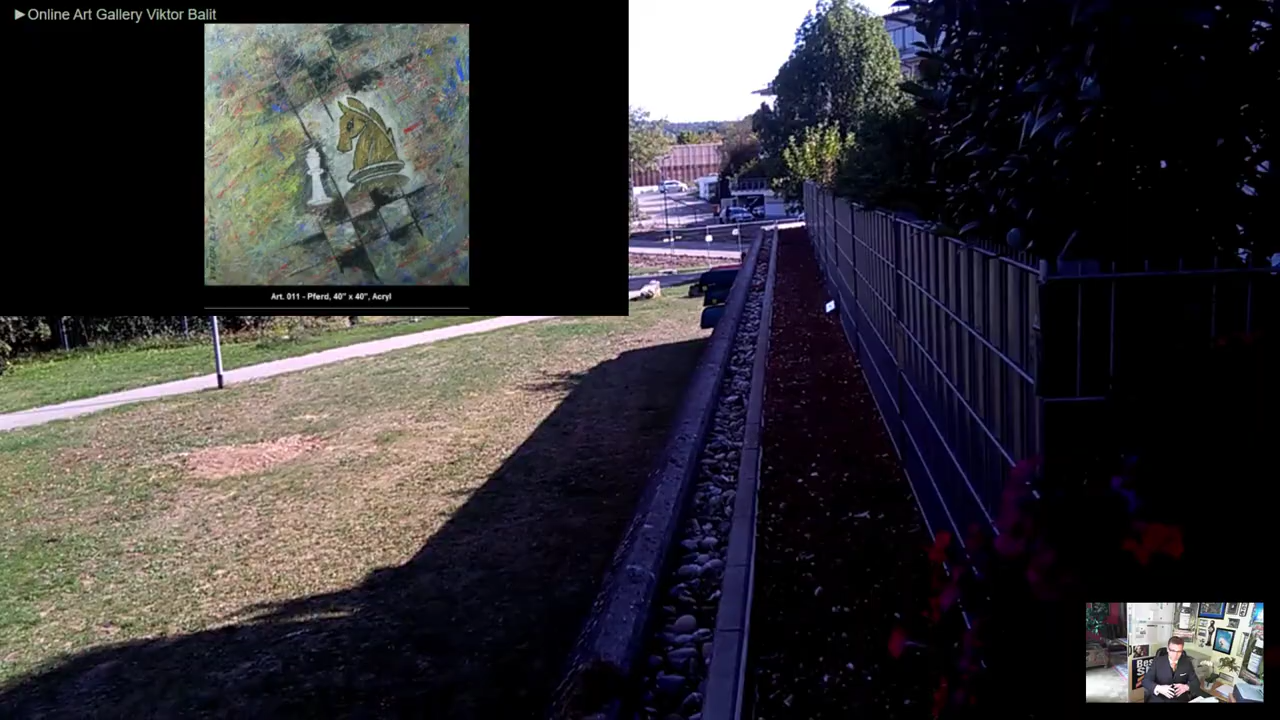 ►Online Art Gallery Viktor Balit
Art. 011 - Pferd, 40" x 40", Acryl